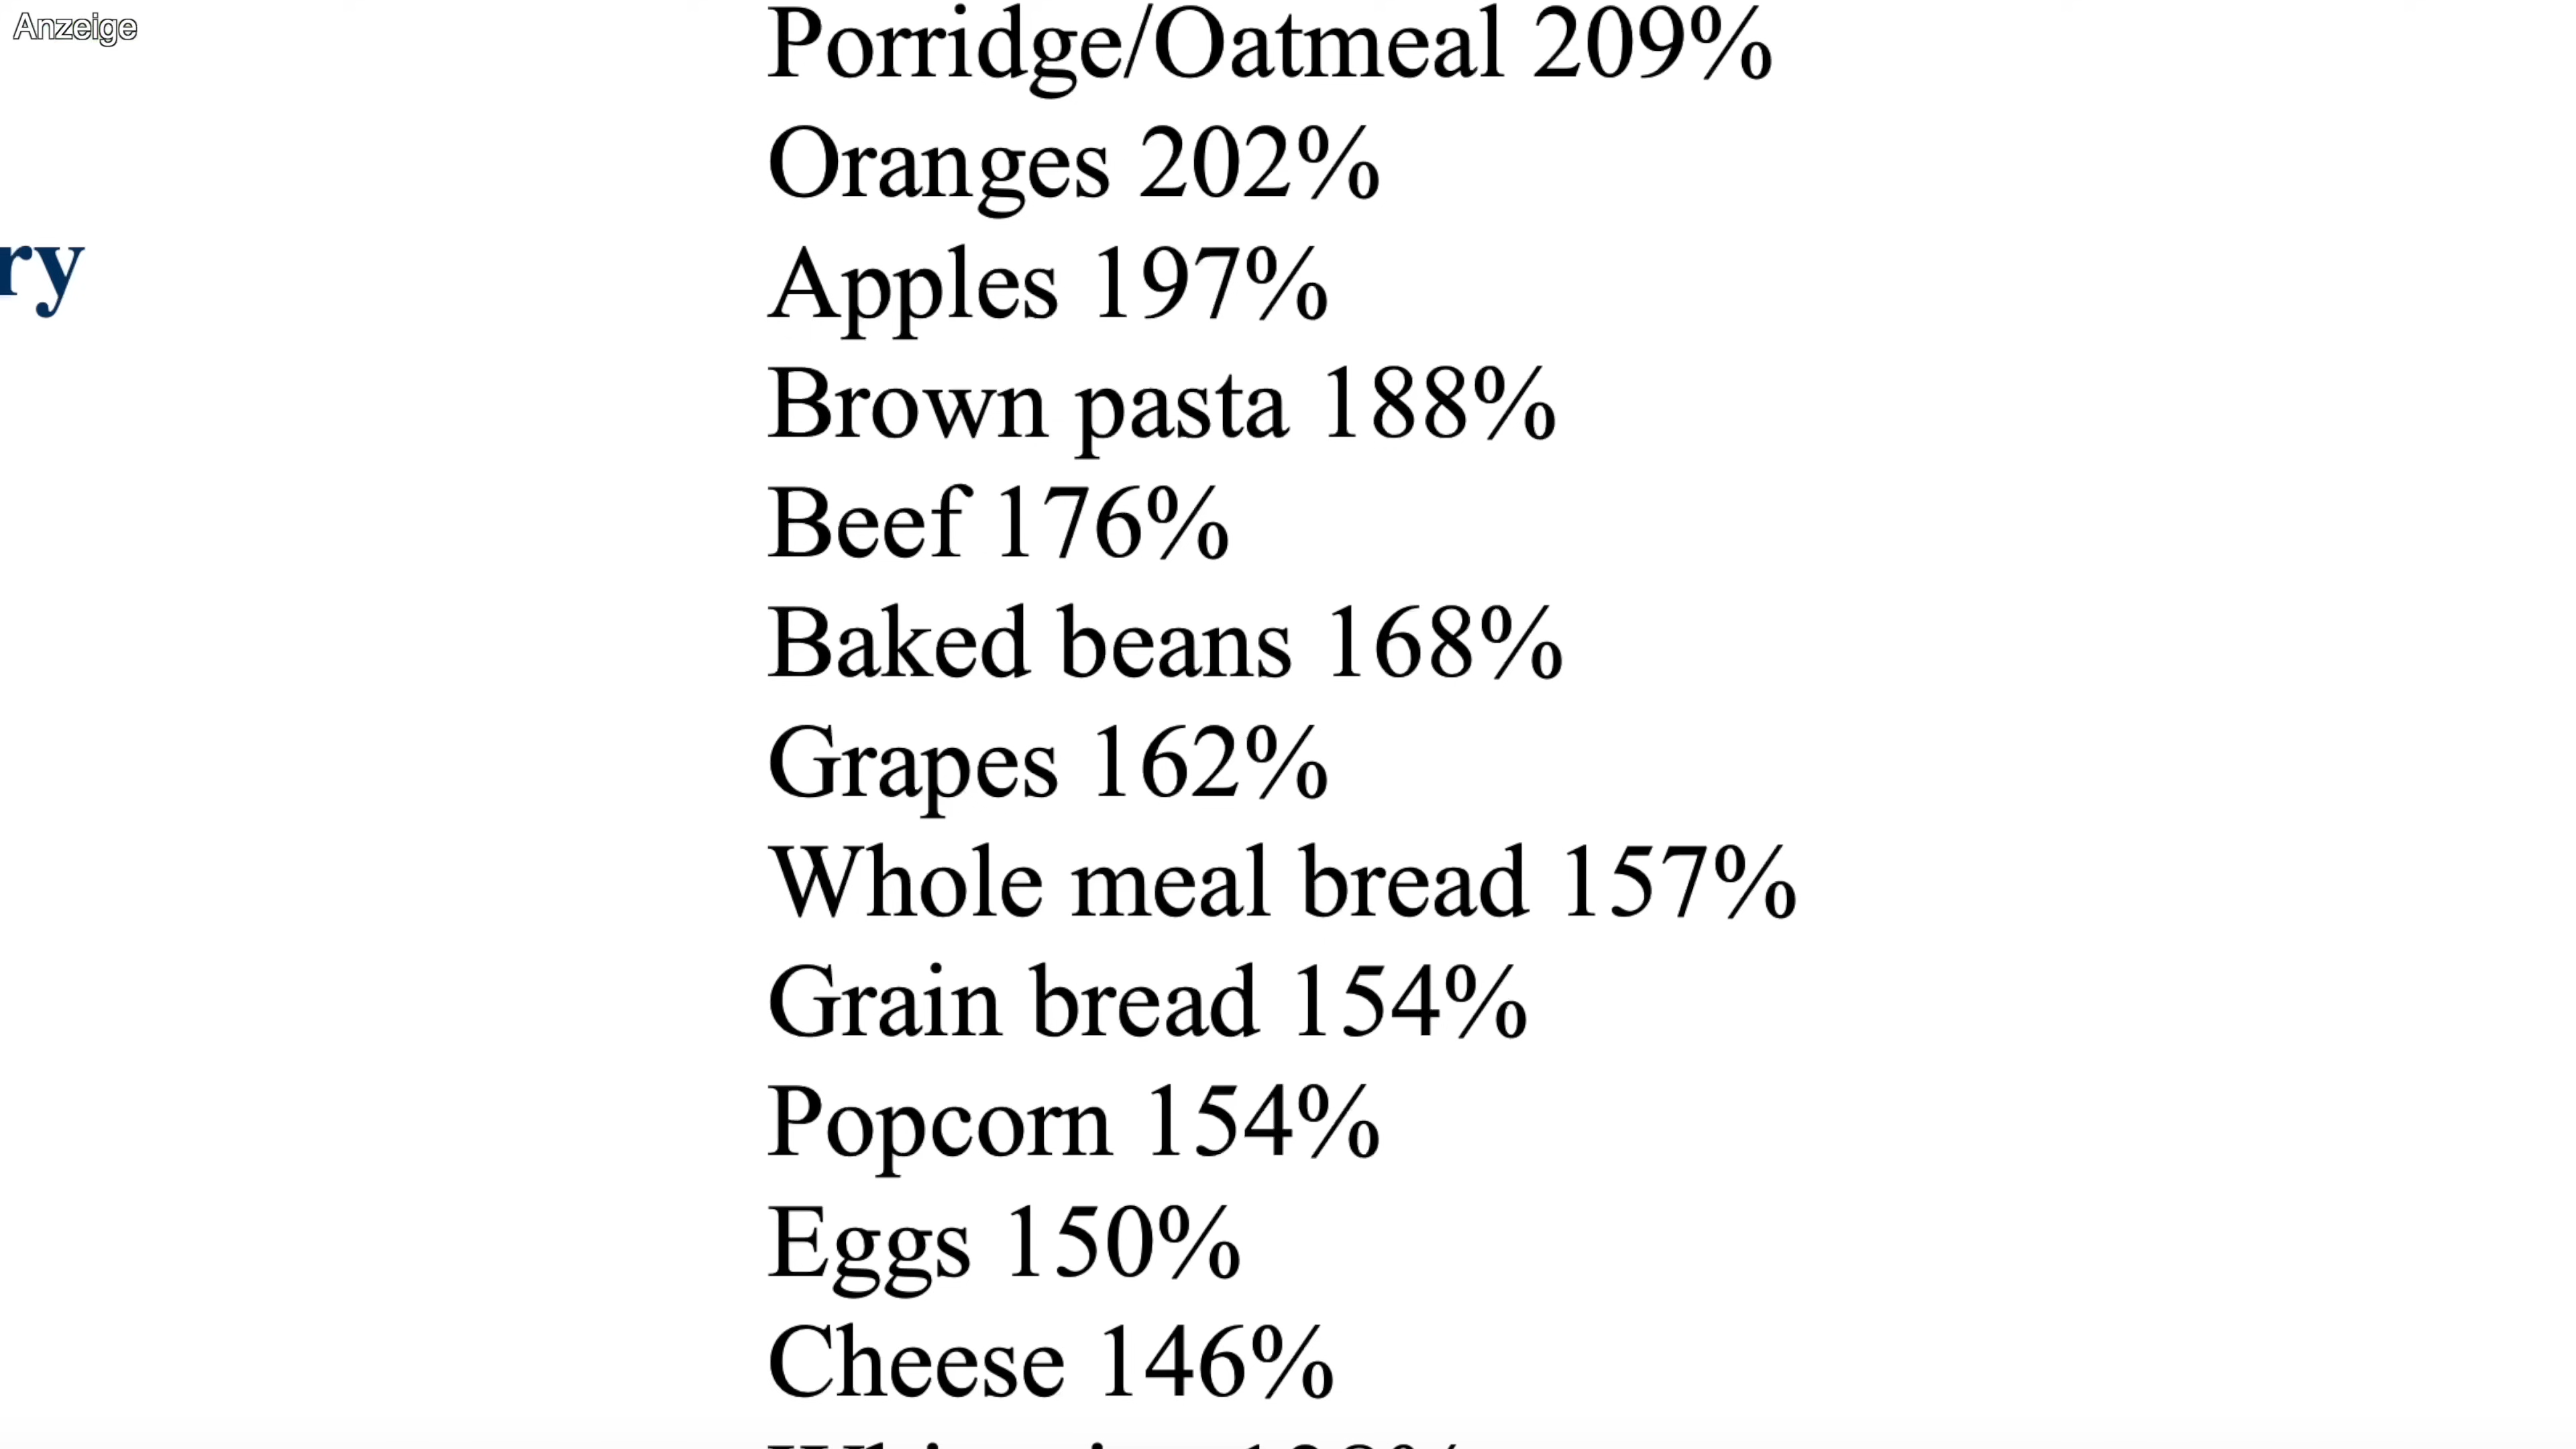 Anzeige
Porridge/Oatmeal 209%
Oranges 202%
ry
Apples 197%
Brown pasta 188%
Beef 176%
Baked beans 168%
Grapes 162%
Whole meal bread 157%
Grain bread 154%
Popcorn 154%
Eggs 150%
Cheese 146%